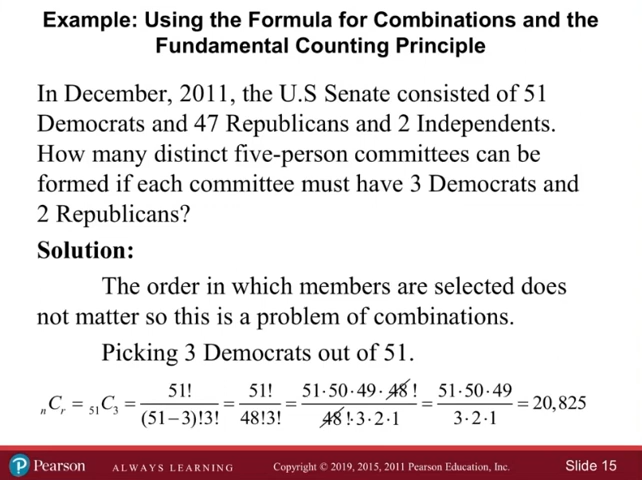 Example: Using the Formula for Combinations and the
Fundamental Counting Principle
In December, 2011, the U.S Senate consisted of 51
Democrats and 47 Republicans and 2 Independents.
How many distinct five-person committees can be
formed if each committee must have 3 Democrats and
2 Republicans?
Solution:
The order in which members are selected does
not matter so this is a problem of combinations.
Picking 3 Democrats out of 51.
nCr = 51C3 = 51! / (51−3)!3! = 51! / 48!3! = 51·50·49·48! / 48!·3·2·1 = 51·50·49 / 3·2·1 = 20,825
Pearson ALWAYS LEARNING Copyright © 2019, 2015, 2011 Pearson Education, Inc. Slide 15